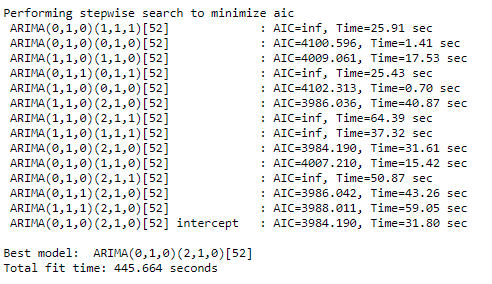 Performing stepwise search to minimize aic
ARIMA(0,1,0)(1,1,1)[52] : AIC=inf, Time=25.91 sec
ARIMA(0,1,0)(0,1,0)[52] : AIC=4100.596, Time=1.41 sec
ARIMA(1,1,0)(1,1,0)[52] : AIC=4009.061, Time=17.53 sec
ARIMA(0,1,1)(0,1,1)[52] : AIC=inf, Time=25.43 sec
ARIMA(1,1,0)(0,1,0)[52] : AIC=4102.313, Time=0.70 sec
ARIMA(1,1,0)(2,1,0)[52] : AIC=3986.036, Time=40.87 sec
ARIMA(1,1,0)(2,1,1)[52] : AIC=inf, Time=64.39 sec
ARIMA(1,1,0)(1,1,1)[52] : AIC=inf, Time=37.32 sec
ARIMA(0,1,0)(2,1,0)[52] : AIC=3984.190, Time=31.61 sec
ARIMA(0,1,0)(1,1,0)[52] : AIC=4007.210, Time=15.42 sec
ARIMA(0,1,0)(2,1,1)[52] : AIC=inf, Time=50.87 sec
ARIMA(0,1,1)(2,1,0)[52] : AIC=3986.042, Time=43.26 sec
ARIMA(1,1,1)(2,1,0)[52] : AIC=3988.011, Time=59.05 sec
ARIMA(0,1,0)(2,1,0)[52] intercept : AIC=3984.190, Time=31.80 sec
Best model: ARIMA(0,1,0)(2,1,0)[52]
Total fit time: 445.664 seconds